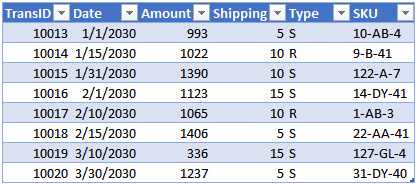 TransID Date Amount Shipping Type SKU
10013 1/1/2030 993 5 S 10-AB-4
10014 1/15/2030 1022 10 R 9-B-41
10015 1/31/2030 1390 10 S 122-A-7
10016 2/1/2030 1123 15 S 14-DY-41
10017 2/10/2030 1065 10 R 1-AB-3
10018 2/15/2030 1406 5 S 22-AA-41
10019 3/10/2030 336 15 S 127-GL-4
10020 3/30/2030 1237 5 S 31-DY-40